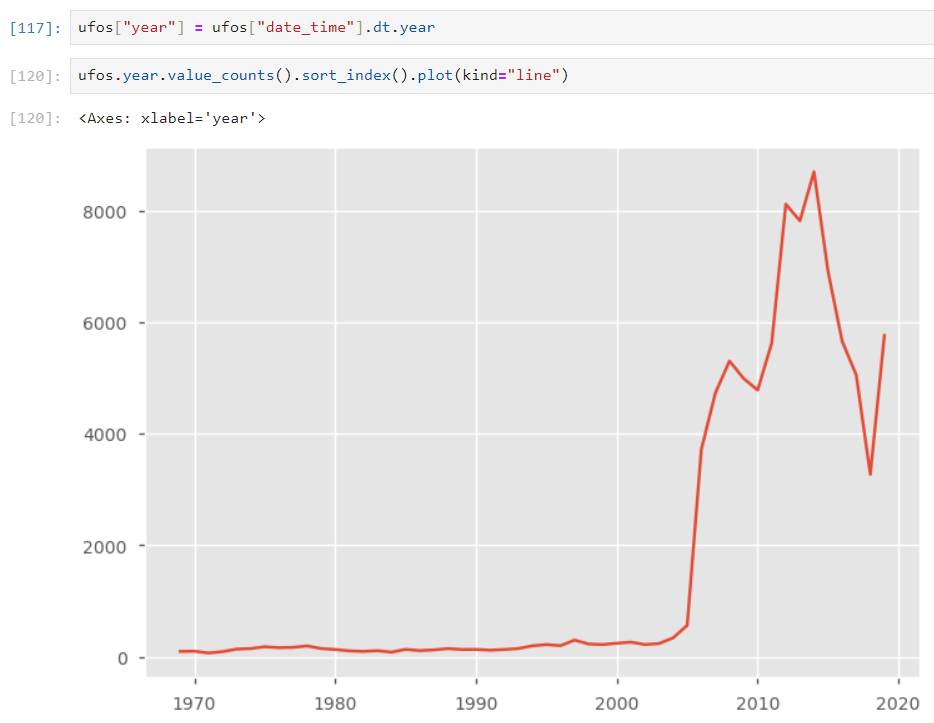 [117]: ufos["year"] = ufos["date_time"].dt.year
[120]: ufos.year.value_counts().sort_index().plot(kind="line")
[120]: <Axes: xlabel='year'>
8000
6000
4000
2000
0
1970 1980 1990 2000 2010 2020